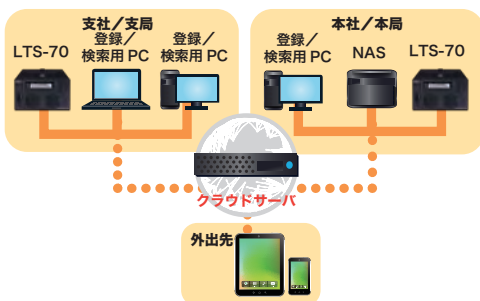 支社／支局
LTS-70
登録／
検索用 PC
登録／
検索用 PC
本社／本局
登録／
検索用 PC
NAS
LTS-70
クラウドサーバ
外出先